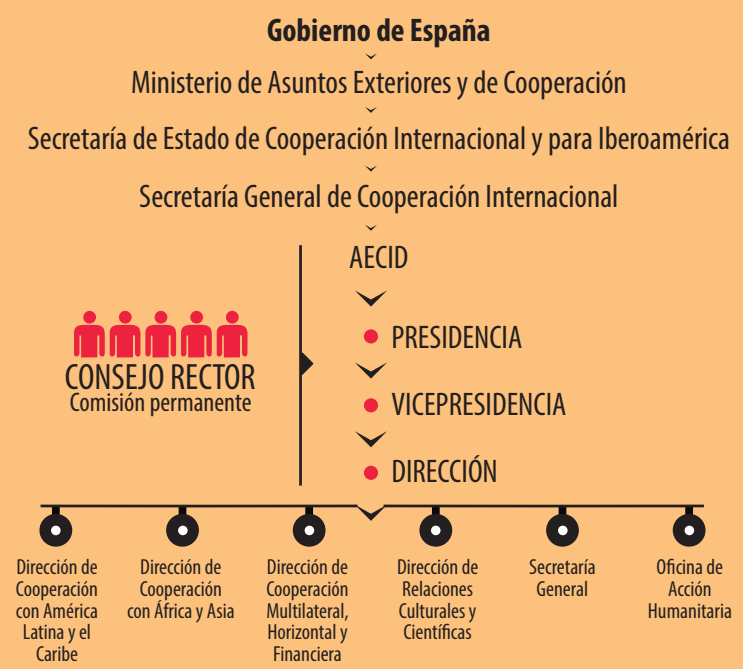 Gobierno de España
Ministerio de Asuntos Exteriores y de Cooperación
Secretaría de Estado de Cooperación Internacional y para Iberoamérica
Secretaría General de Cooperación Internacional
AECID
PRESIDENCIA
VICEPRESIDENCIA
DIRECCIÓN
CONSEJO RECTOR
Comisión permanente
Dirección de
Cooperación
con América
Latina y el
Caribe
Dirección de
Cooperación
con África y Asia
Dirección de
Cooperación
Multilateral,
Horizontal y
Financiera
Dirección de
Relaciones
Culturales y
Científicas
Secretaría
General
Oficina de
Acción
Humanitaria